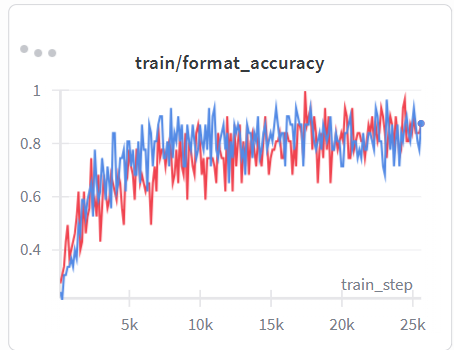 train/format_accuracy
1
0.8
0.6
0.4
train_step
5k 10k 15k 20k 25k